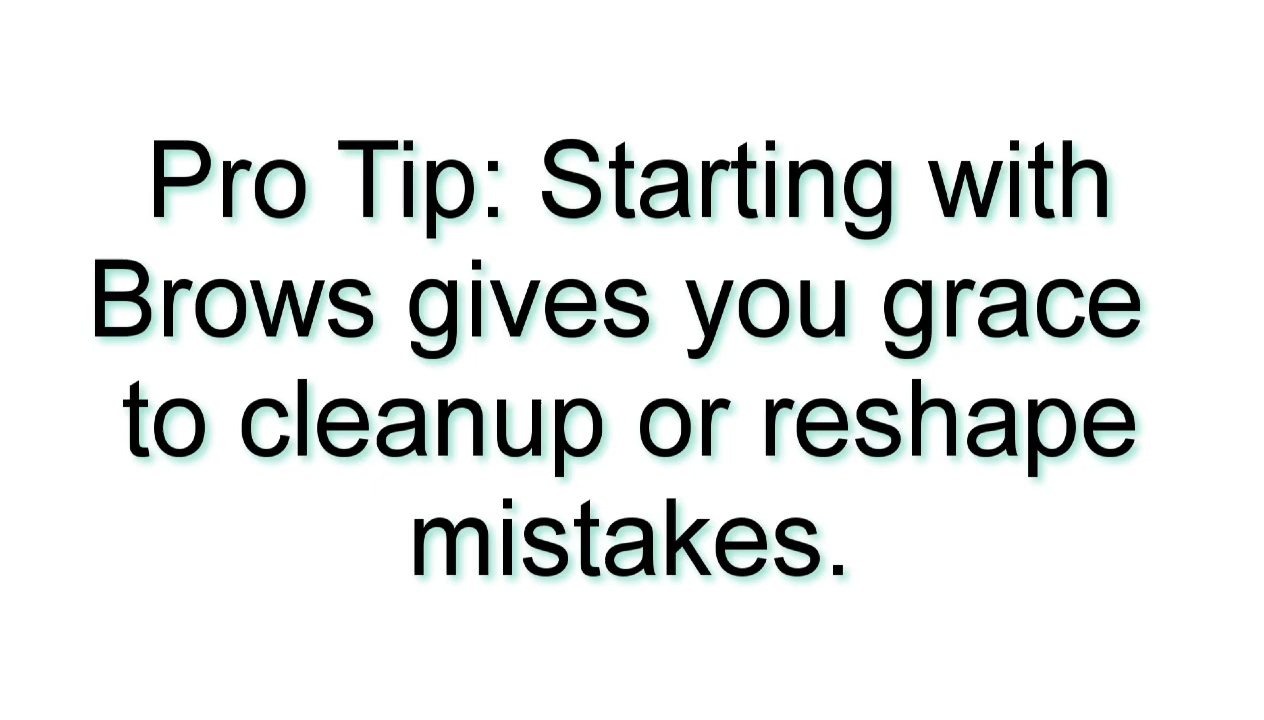 Pro Tip: Starting with
Brows gives you grace
to cleanup or reshape
mistakes.